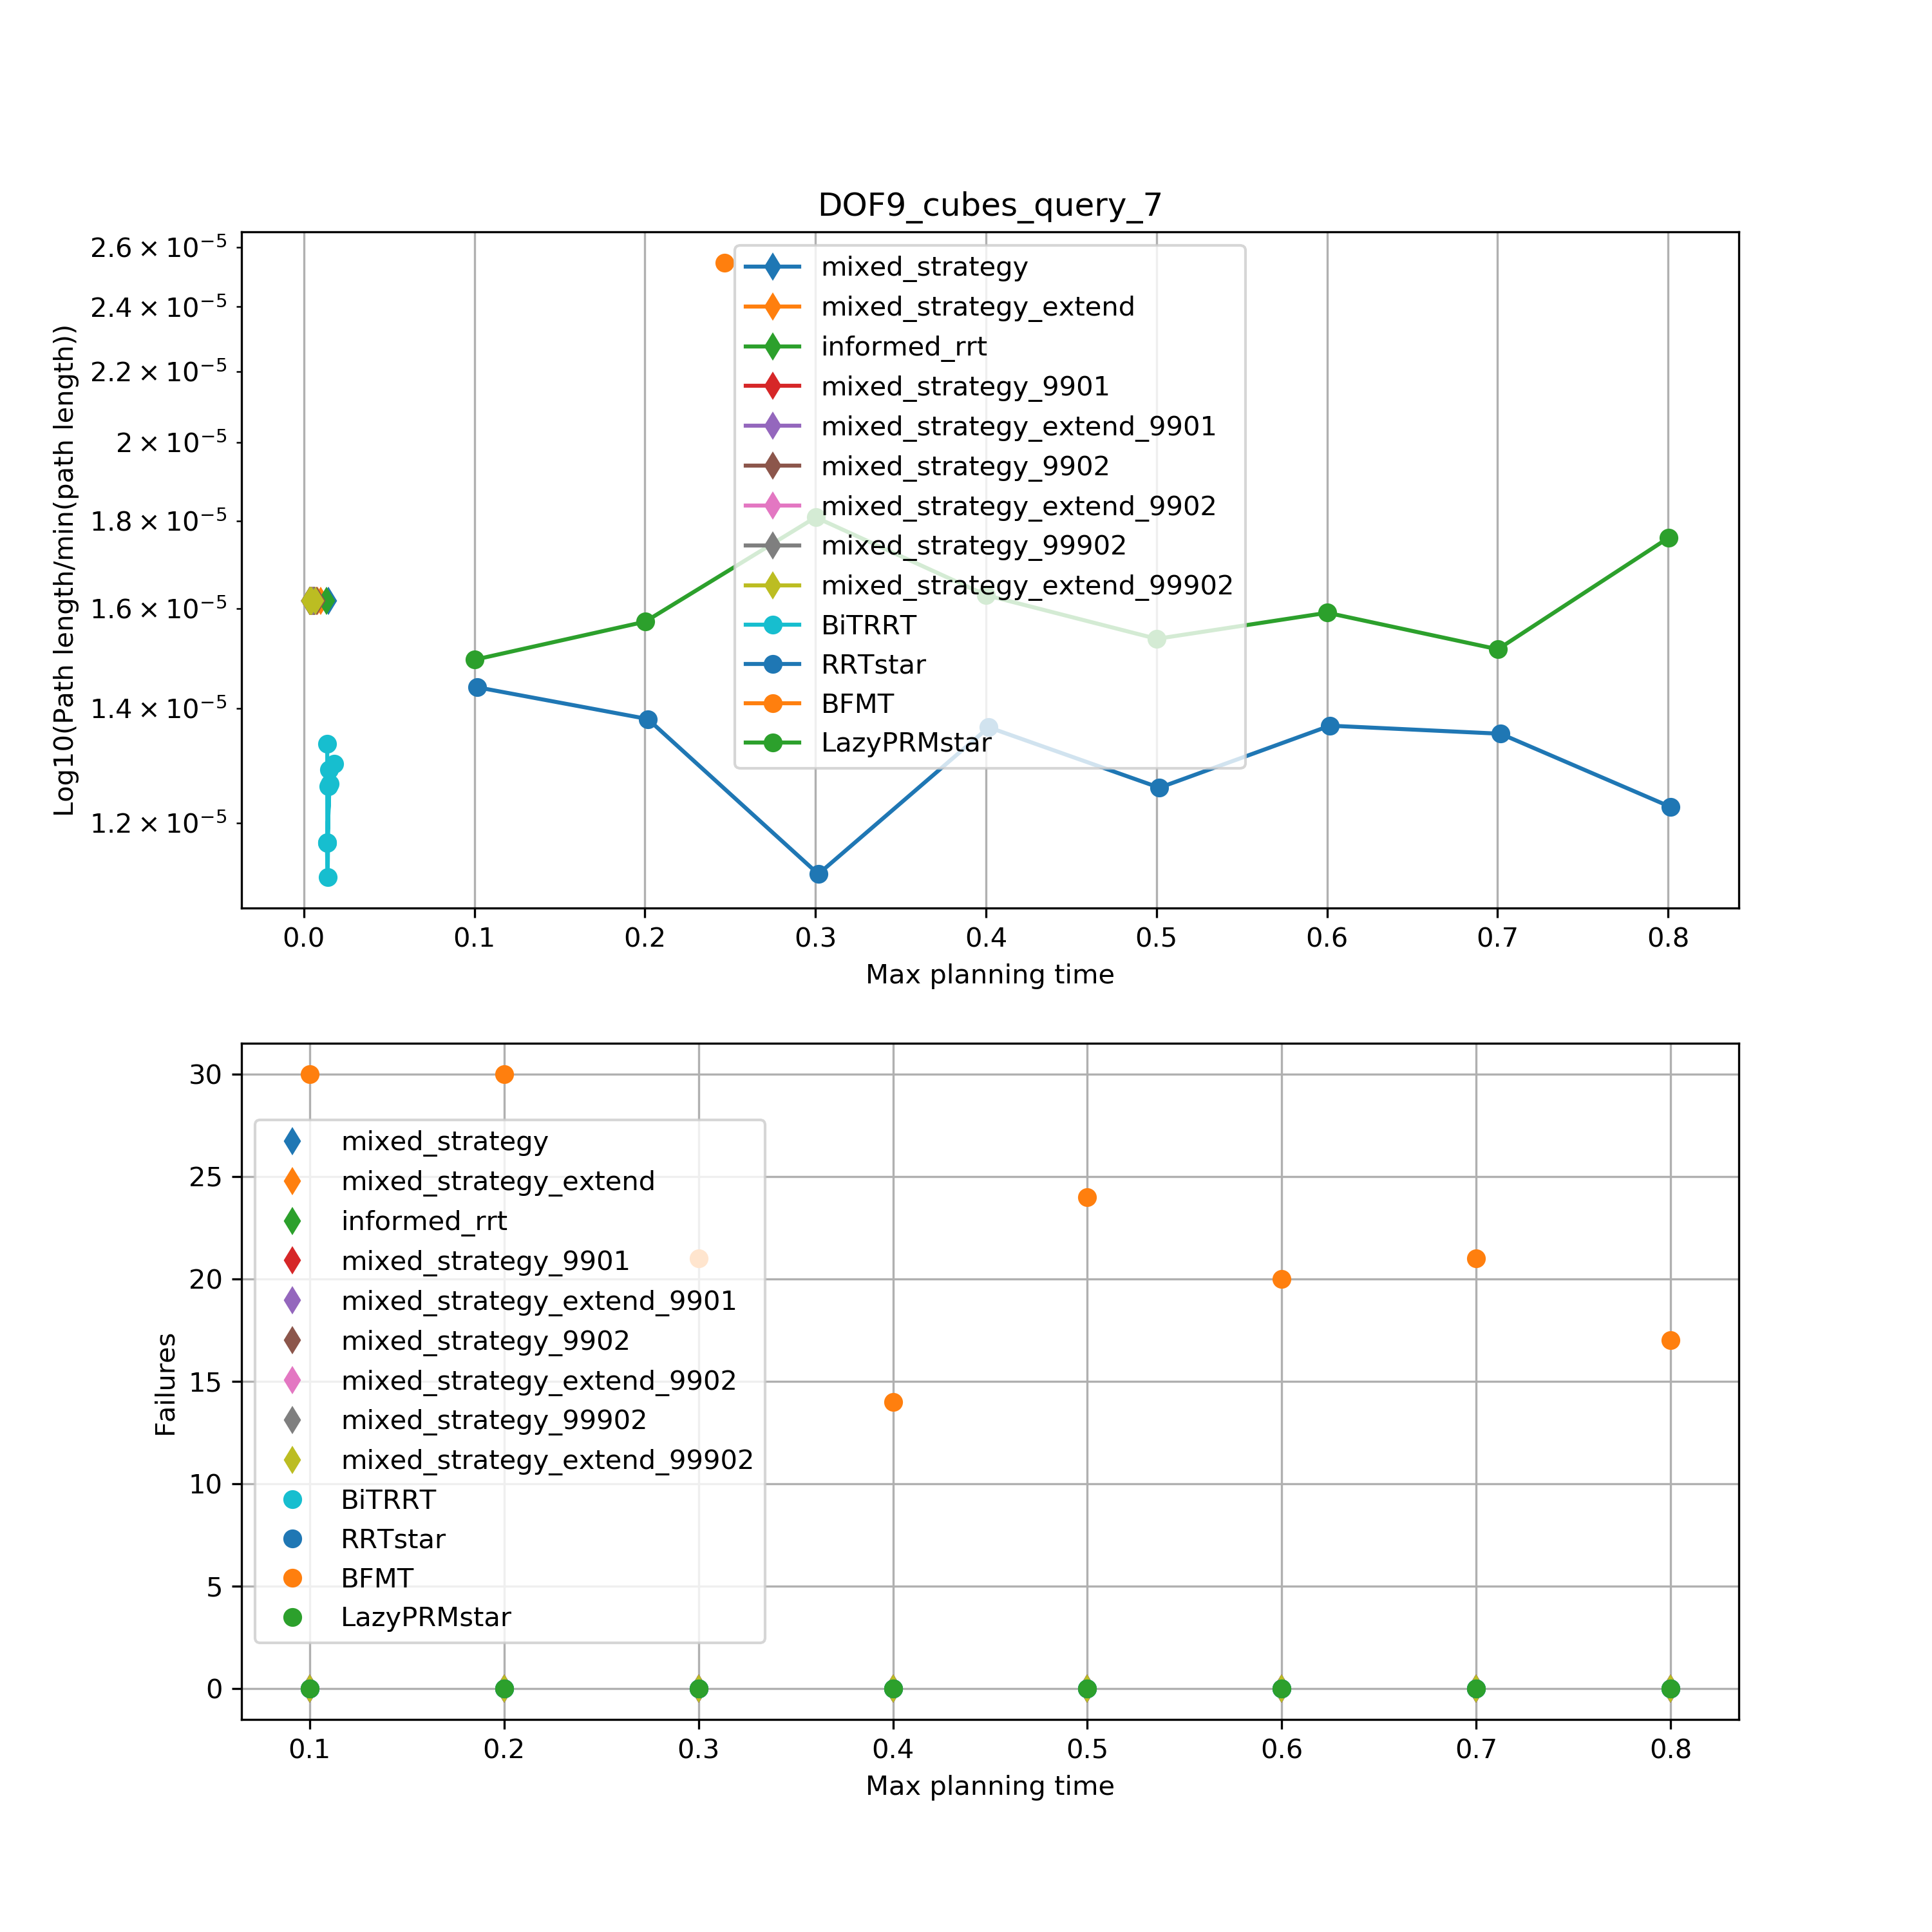 DOF9_cubes_query_7
Log10(Path length/min(path length))
2.6 × 10⁻⁵
2.4 × 10⁻⁵
2.2 × 10⁻⁵
2 × 10⁻⁵
1.8 × 10⁻⁵
1.6 × 10⁻⁵
1.4 × 10⁻⁵
1.2 × 10⁻⁵
mixed_strategy
mixed_strategy_extend
informed_rrt
mixed_strategy_9901
mixed_strategy_extend_9901
mixed_strategy_9902
mixed_strategy_extend_9902
mixed_strategy_99902
mixed_strategy_extend_99902
BiTRRT
RRTstar
BFMT
LazyPRMstar
0.0 0.1 0.2 0.3 0.4 0.5 0.6 0.7 0.8
Max planning time
Failures
30
25
20
15
10
5
0
mixed_strategy
mixed_strategy_extend
informed_rrt
mixed_strategy_9901
mixed_strategy_extend_9901
mixed_strategy_9902
mixed_strategy_extend_9902
mixed_strategy_99902
mixed_strategy_extend_99902
BiTRRT
RRTstar
BFMT
LazyPRMstar
0.1 0.2 0.3 0.4 0.5 0.6 0.7 0.8
Max planning time